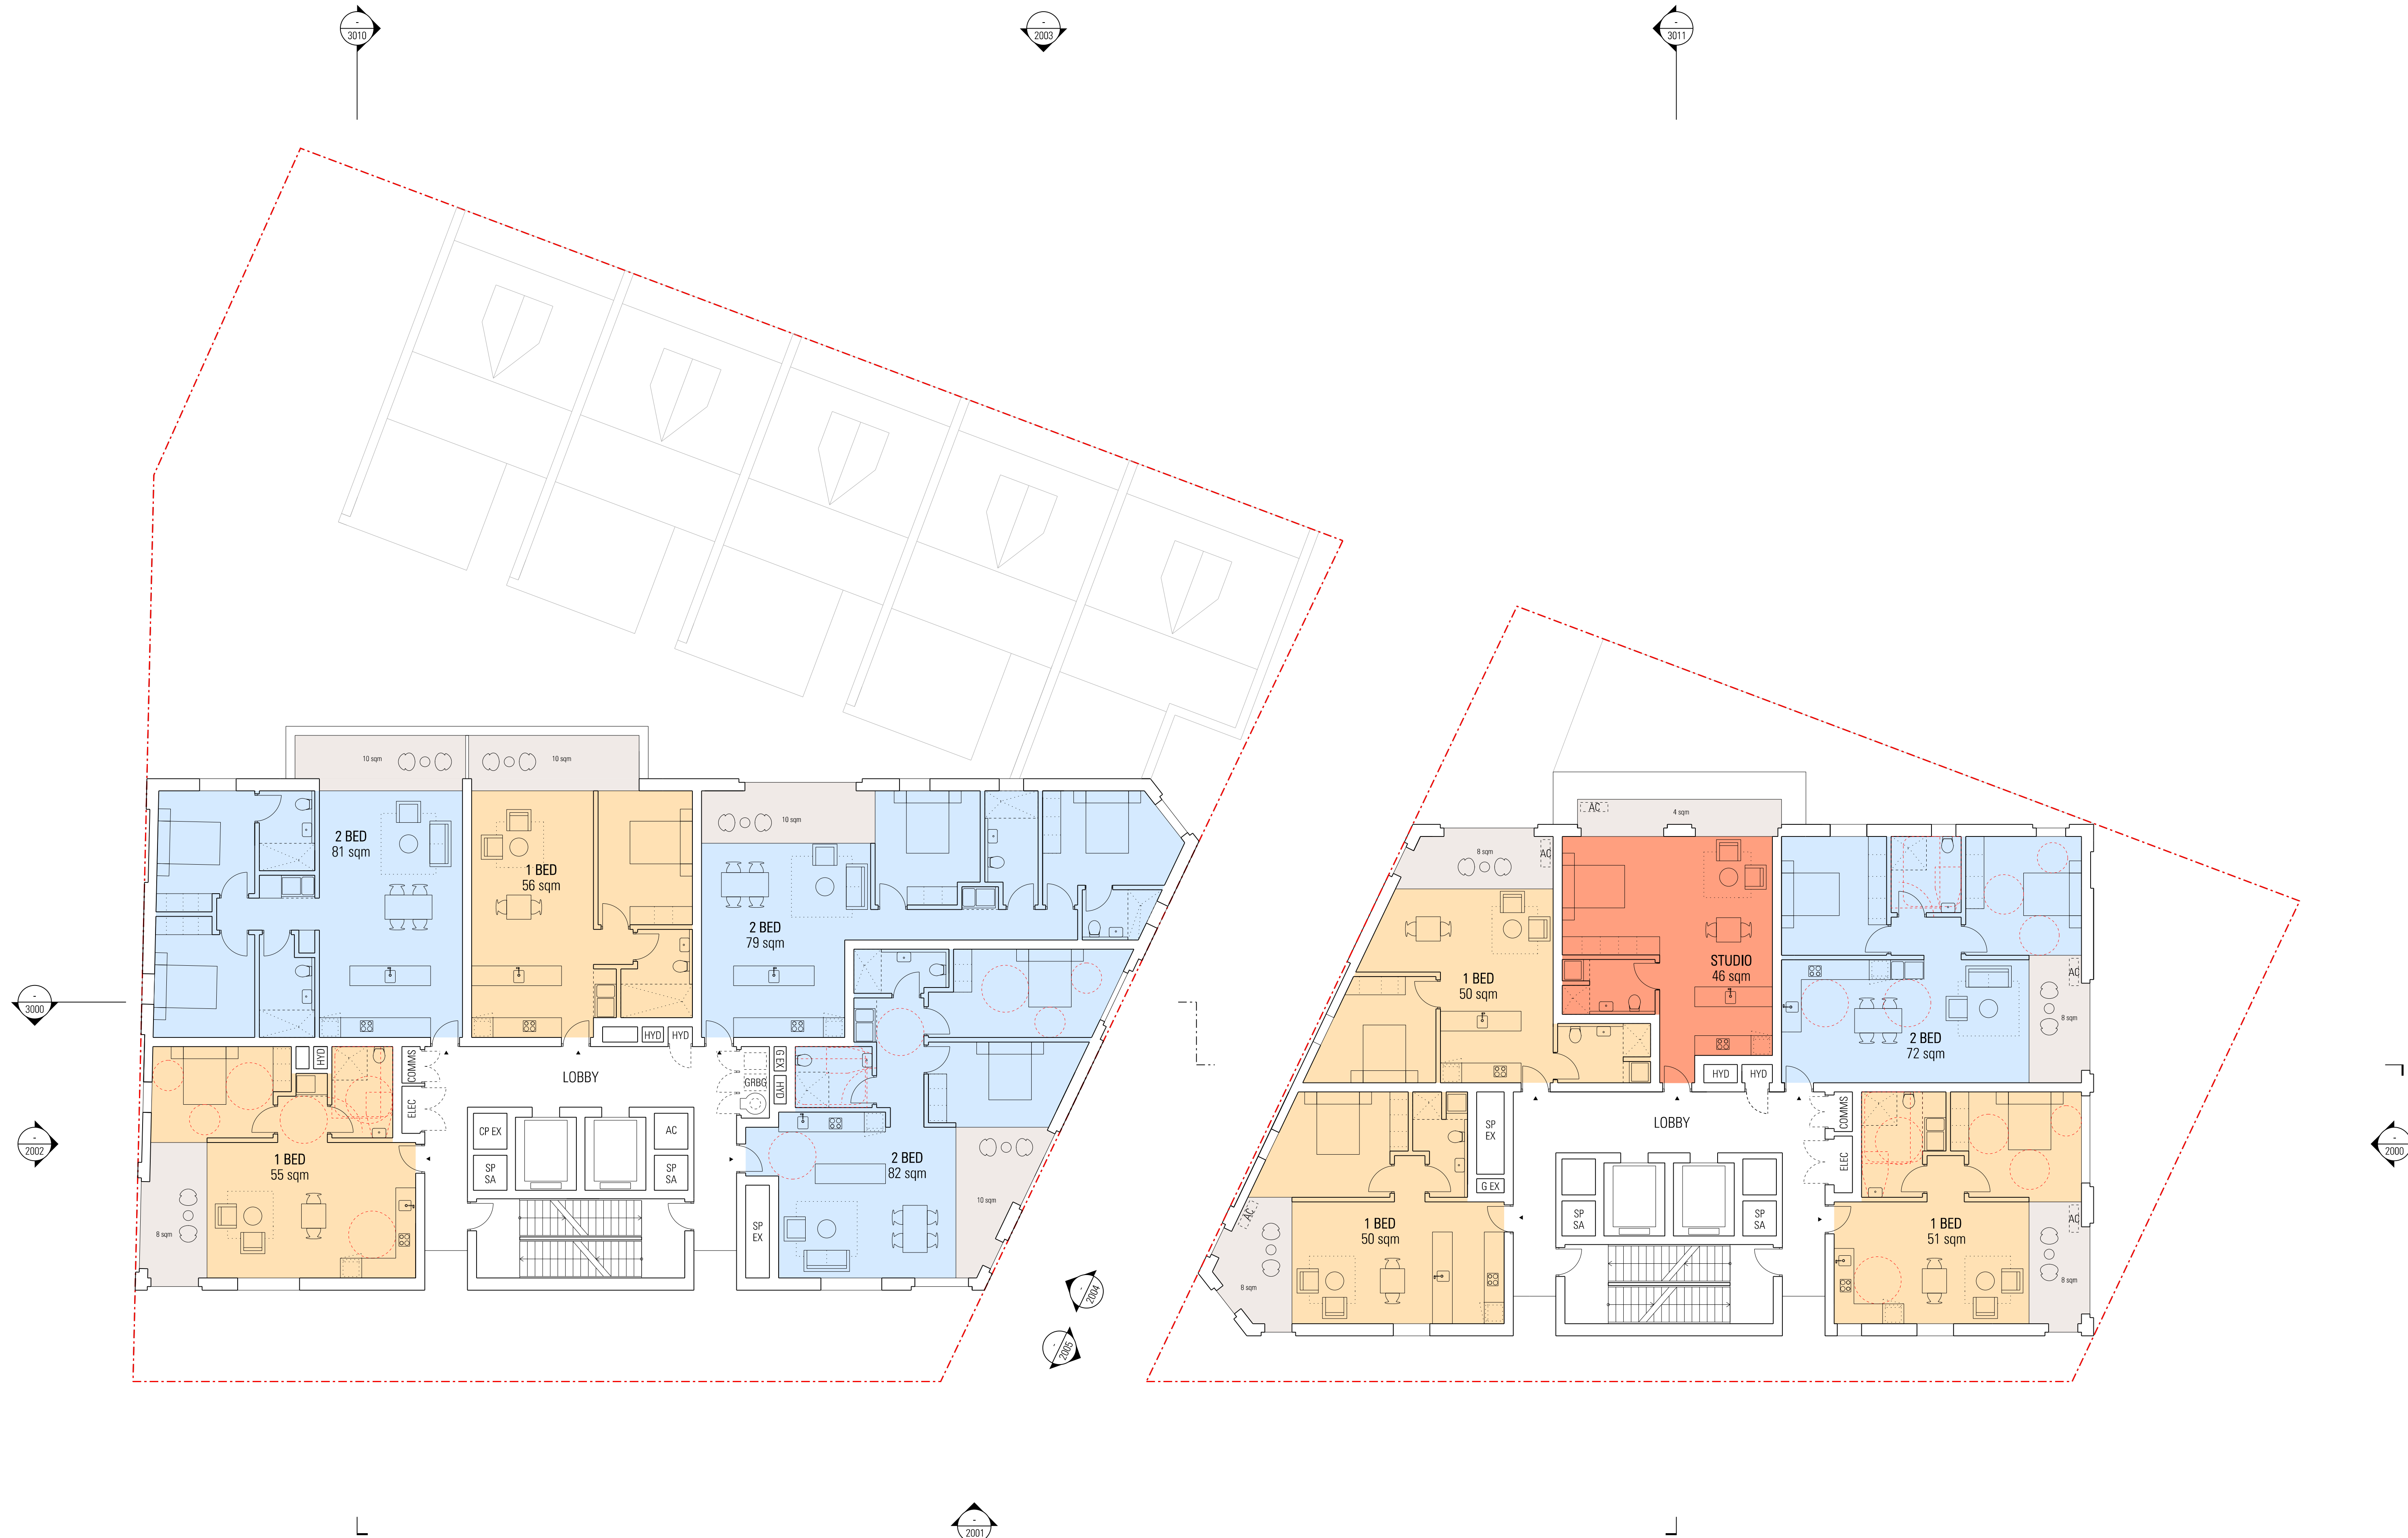 -
3010
-
2003
-
3011
10 sqm
10 sqm
2 BED
81 sqm
1 BED
56 sqm
10 sqm
2 BED
79 sqm
AC
4 sqm
8 sqm
AC
STUDIO
46 sqm
1 BED
50 sqm
AC
8 sqm
2 BED
72 sqm
-
3000
HYD
COMMS
ELEC
LOBBY
HYD
HYD
G EX
GRBG
HYD
HYD
HYD
LOBBY
COMMS
ELEC
-
2002
CP EX
AC
SP
SA
SP
SA
1 BED
55 sqm
8 sqm
SP
EX
2 BED
82 sqm
10 sqm
SP
EX
G EX
SP
SA
SP
SA
-
2000
AC
8 sqm
1 BED
50 sqm
1 BED
51 sqm
AC
8 sqm
-
2004
-
2005
-
2001